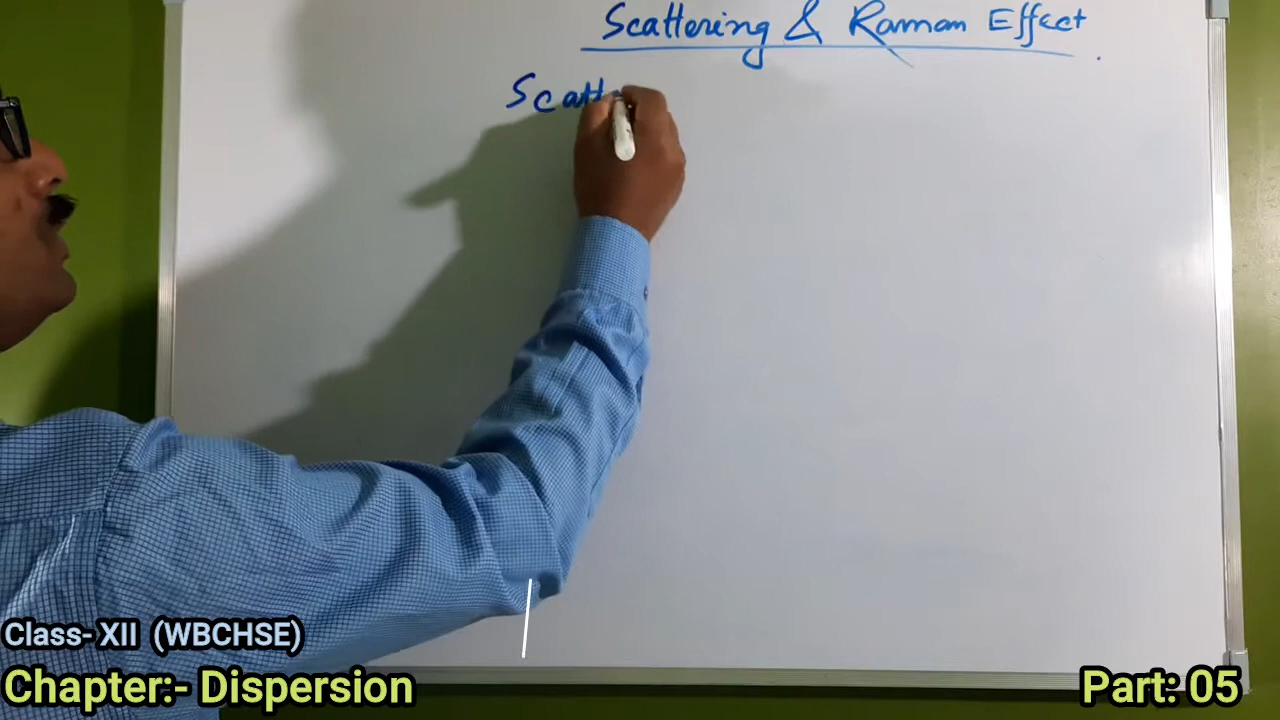 Scattering & Raman Effect
Scatt
Class- XII (WBCHSE)
Chapter:- Dispersion
Part: 05